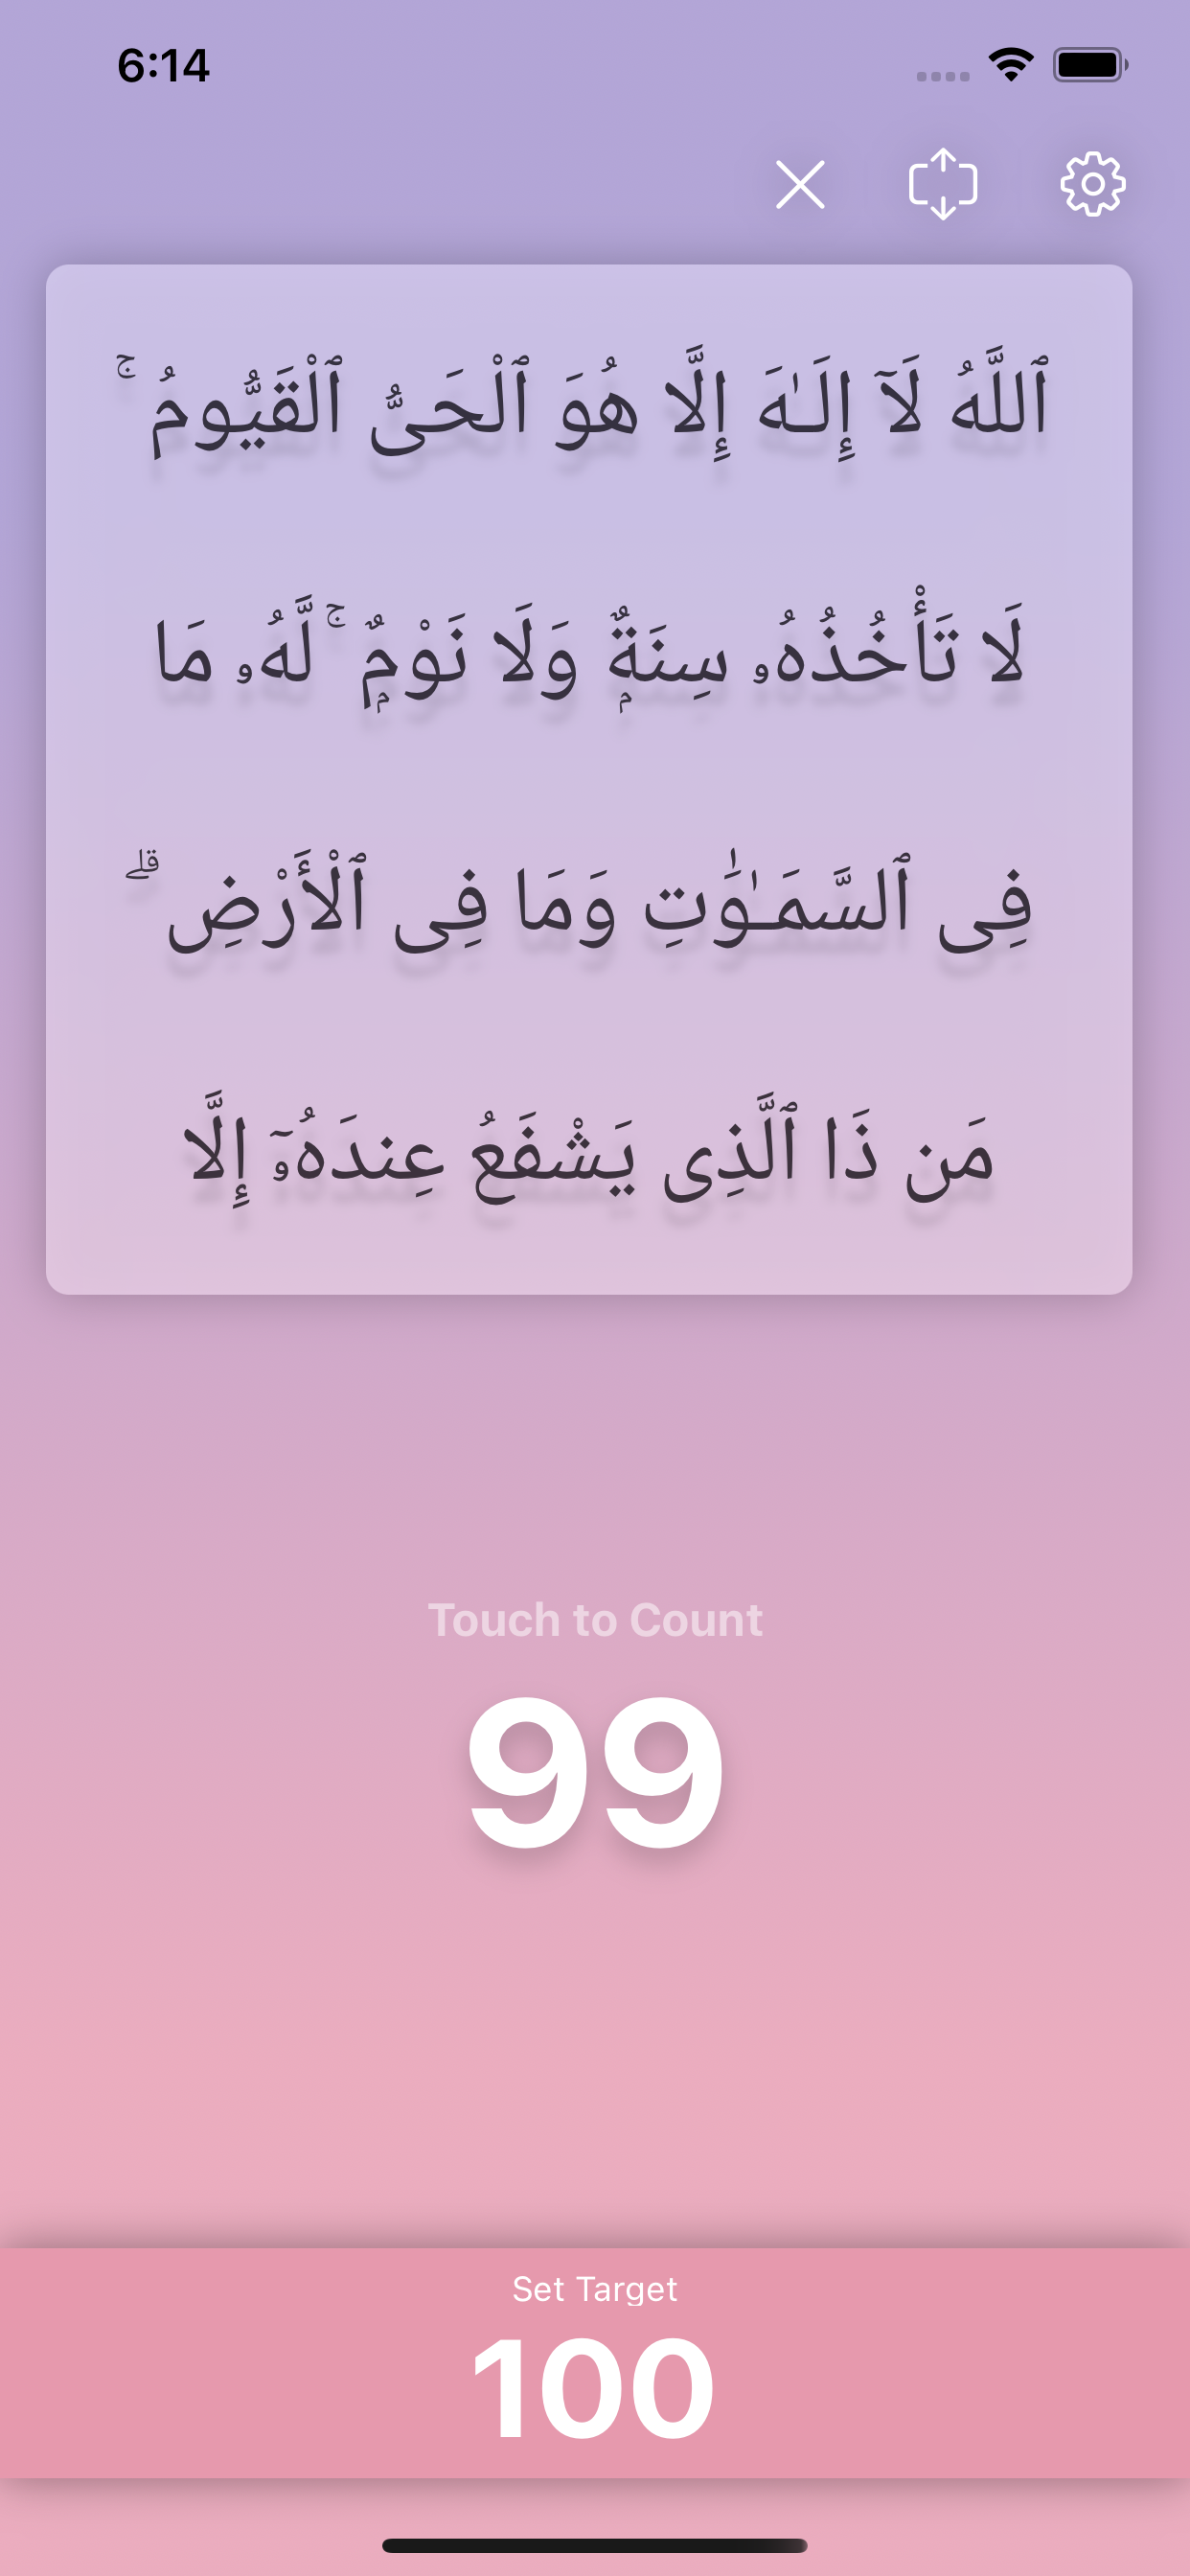 6:14
ٱللَّهُ لَآ إِلَـٰهَ إِلَّا هُوَ ٱلْحَىُّ ٱلْقَيُّومُ ۚ
لَا تَأْخُذُهُۥ سِنَةٌۭ وَلَا نَوْمٌۭ ۚ لَّهُۥ مَا
فِى ٱلسَّمَـٰوَٰتِ وَمَا فِى ٱلْأَرْضِ ۗ
مَن ذَا ٱلَّذِى يَشْفَعُ عِندَهُۥٓ إِلَّا
Touch to Count
99
Set Target
100